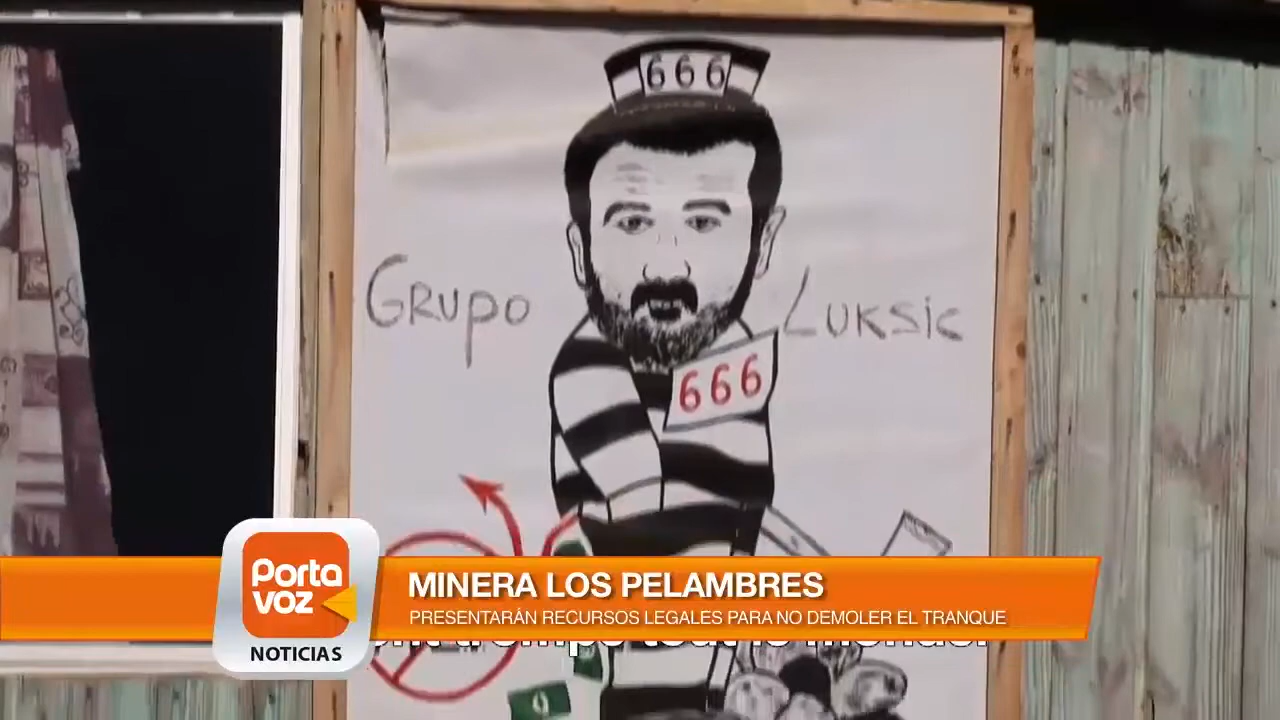 666
GRUPO LUKSIC
666
Porta
VOZ
NOTICIAS
MINERA LOS PELAMBRES
PRESENTARÁN RECURSOS LEGALES PARA NO DEMOLER EL TRANQUE